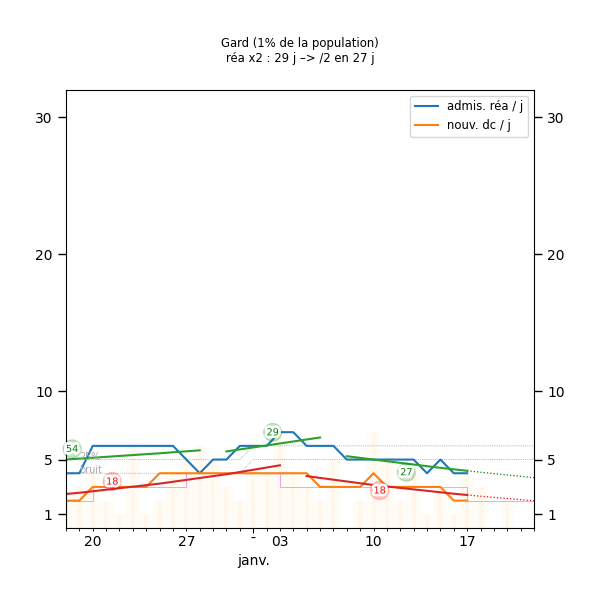 Gard (1% de la population)
réa x2 : 29 j –> /2 en 27 j
admis. réa / j
nouv. dc / j
30 30
20 20
10 10
5 5
1 1
54
29
27
18
18
bruit
20 27 - 03 10 17
janv.